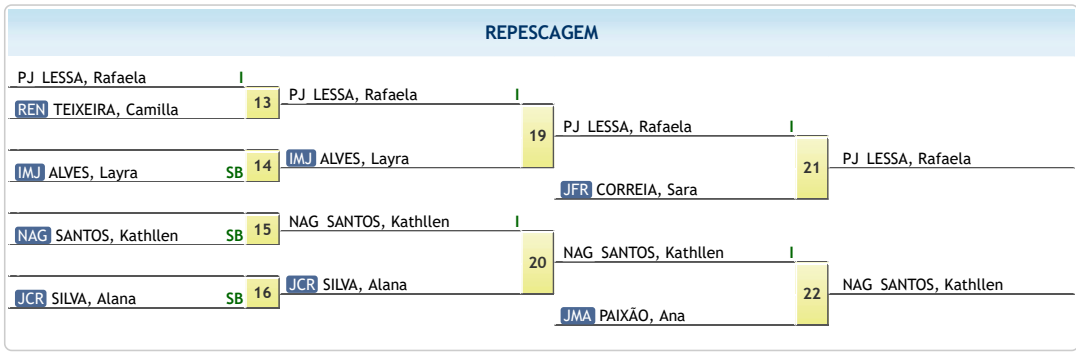 REPESCAGEM
PJ LESSA, Rafaela I
REN TEIXEIRA, Camilla
13
PJ LESSA, Rafaela I
IMJ ALVES, Layra SB
14
IMJ ALVES, Layra
19
PJ LESSA, Rafaela I
JFR CORREIA, Sara
21
PJ LESSA, Rafaela
NAG SANTOS, Kathllen SB
15
NAG SANTOS, Kathllen I
JCR SILVA, Alana SB
16
JCR SILVA, Alana
20
NAG SANTOS, Kathllen I
JMA PAIXÃO, Ana
22
NAG SANTOS, Kathllen